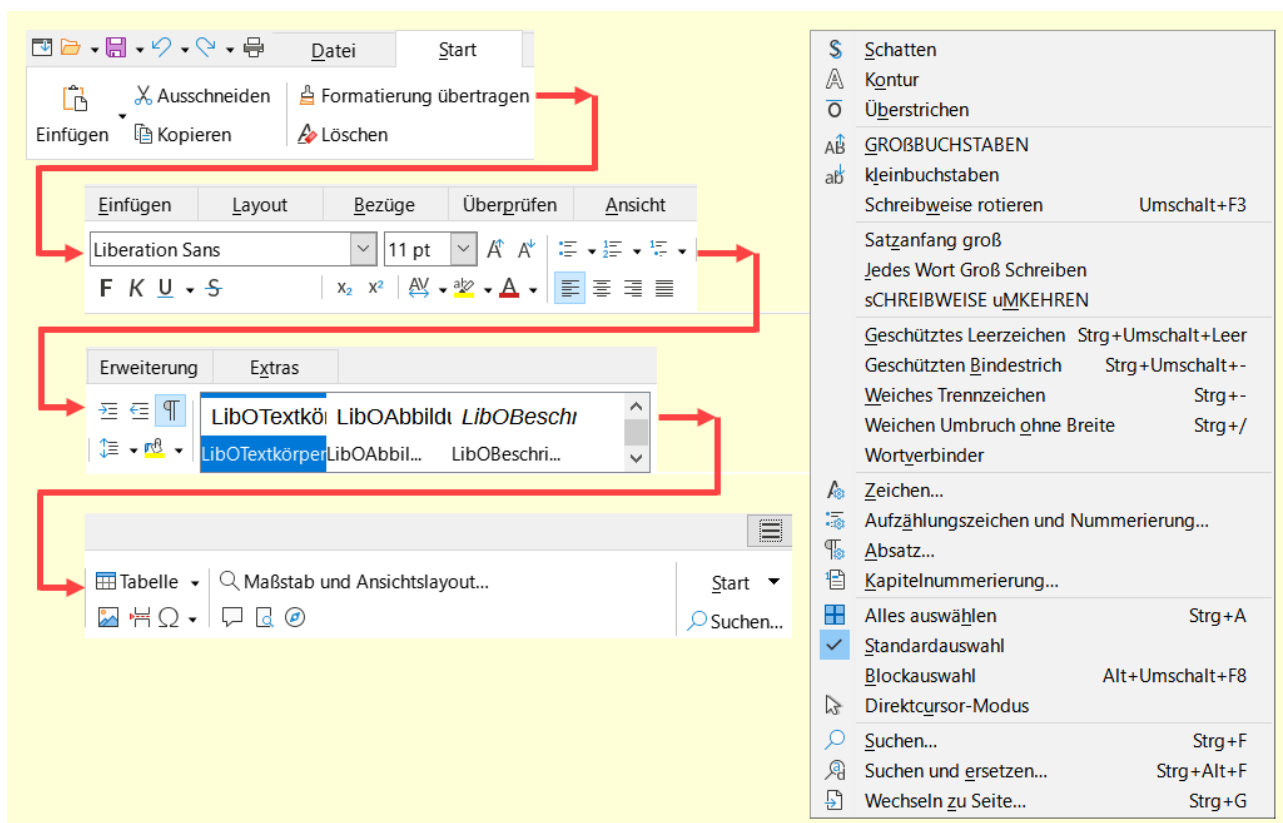 Datei Start
Ausschneiden Formatierung übertragen
Einfügen Kopieren Löschen
Einfügen Layout Bezüge Überprüfen Ansicht
Liberation Sans 11 pt
F K U S x₂ x² AV ab A
Erweiterung Extras
LibOTextkö LibOAbbild LibOBeschr
LibOTextkörper LibOAbbil... LibOBeschri...
Tabelle Maßstab und Ansichtslayout... Start
Suchen...
Schatten
Kontur
Überstrichen
GROẞBUCHSTABEN
kleinbuchstaben
Schreibweise rotieren Umschalt+F3
Satzanfang groß
Jedes Wort Groß Schreiben
sCHREIBWEISE uMKEHREN
Geschütztes Leerzeichen Strg+Umschalt+Leer
Geschützten Bindestrich Strg+Umschalt+-
Weiches Trennzeichen Strg+-
Weichen Umbruch ohne Breite Strg+/
Wortverbinder
Zeichen...
Aufzählungszeichen und Nummerierung...
Absatz...
Kapitelnummerierung...
Alles auswählen Strg+A
Standardauswahl
Blockauswahl Alt+Umschalt+F8
Direktcursor-Modus
Suchen... Strg+F
Suchen und ersetzen... Strg+Alt+F
Wechseln zu Seite... Strg+G